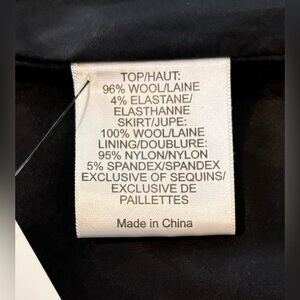 TOP/HAUT:
96% WOOL/LAINE
4% ELASTANE/
ELASTHANNE
SKIRT/JUPE:
100% WOOL/LAINE
LINING/DOUBLURE:
95% NYLON/NYLON
5% SPANDEX/SPANDEX
EXCLUSIVE OF SEQUINS/
EXCLUSIVE DE
PAILLETTES
Made in China